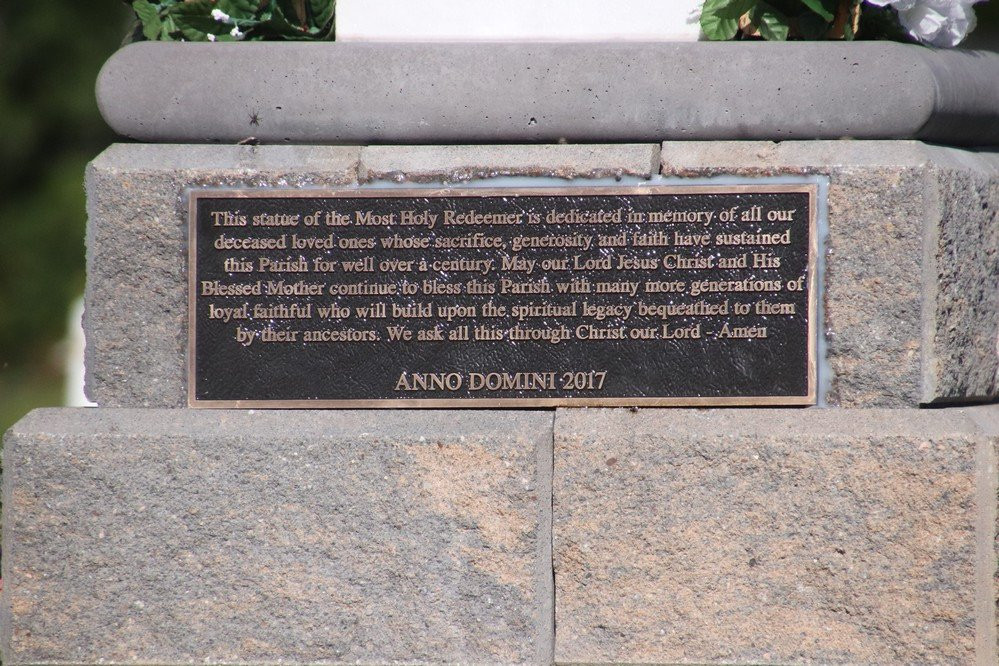 This statue of the Most Holy Redeemer is dedicated in memory of all our
deceased loved ones whose sacrifice, generosity and faith have sustained
this Parish for well over a century. May our Lord Jesus Christ and His
Blessed Mother continue to bless this Parish with many more generations of
loyal faithful who will build upon the spiritual legacy bequeathed to them
by their ancestors. We ask all this through Christ our Lord - Amen
ANNO DOMINI 2017